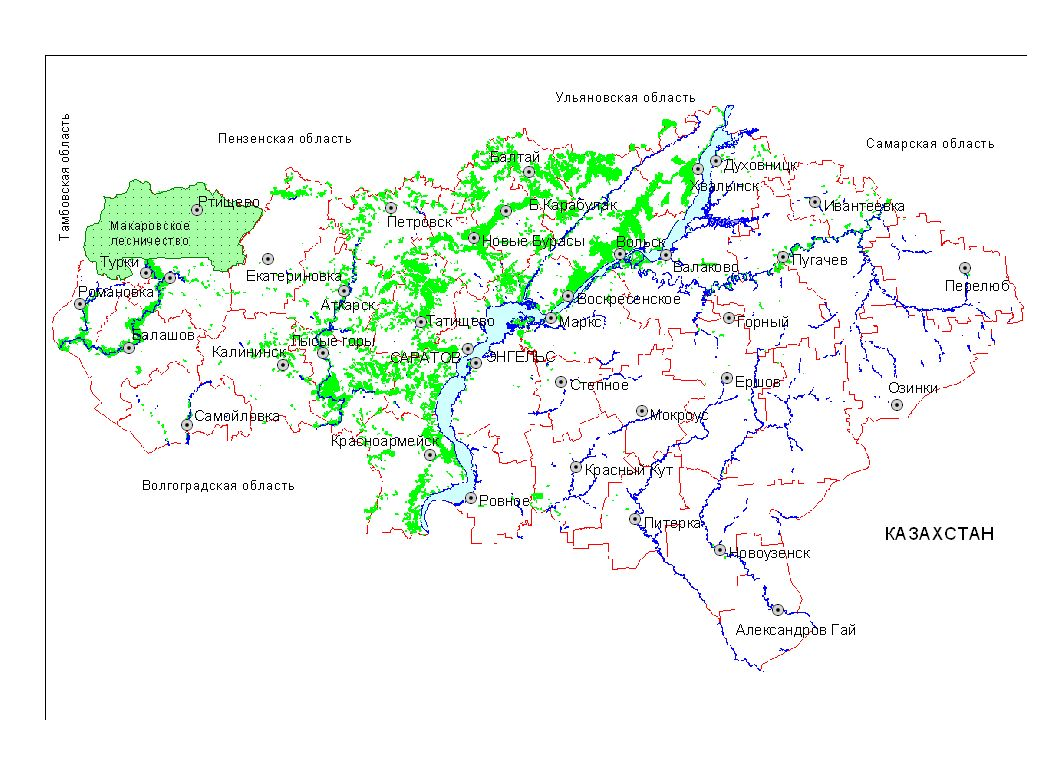 Ульяновская область
Пензенская область
Самарская область
Тамбовская область
Балтай
Духовницк
Хвалынск
Ртищево
Б.Карабулак
Ивантеевка
Петровск
Макаровское
лесничество
Новые Бурасы
Вольск
Турки
Екатериновка
Балаково
Пугачев
Романовка
Аткарск
Воскресенское
Перелюб
Татищево
Маркс
Горный
Балашов
Лысые горы
Калининск
САРАТОВ
ЭНГЕЛЬС
Степное
Ершов
Озинки
Самойловка
Мокроус
Красноармейск
Красный Кут
Волгоградская область
Ровное
Питерка
КАЗАХСТАН
Новоузенск
Александров Гай